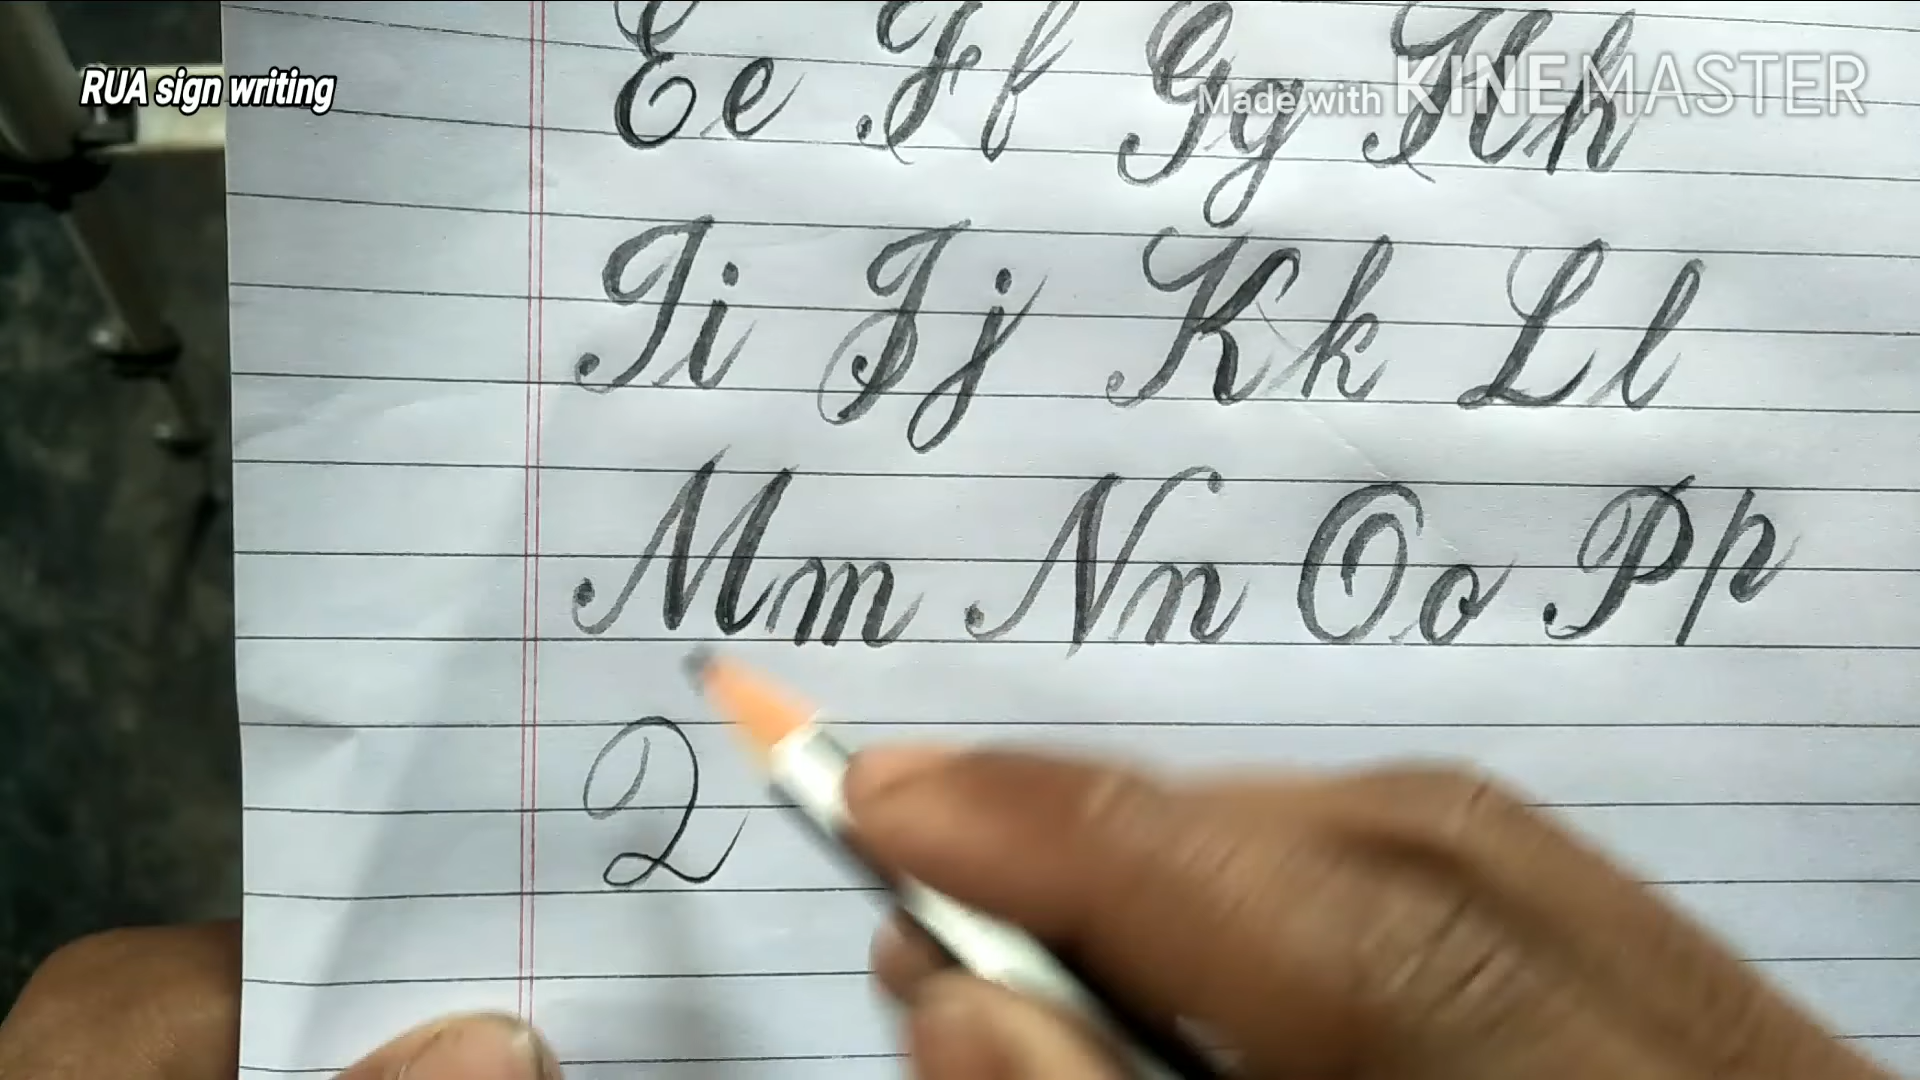 RUA sign writing
Made with KINEMASTER
Ee Ff Gg Hh
Ii Jj Kk Ll
Mm Nn Oo Pp
Q